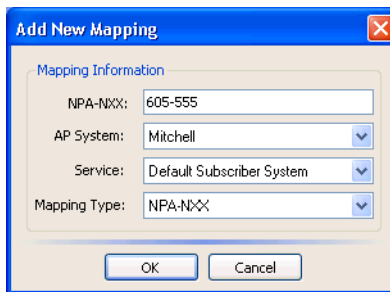 Add New Mapping
Mapping Information
NPA-NXX: 605-555
AP System: Mitchell
Service: Default Subscriber System
Mapping Type: NPA-NXX
OK Cancel